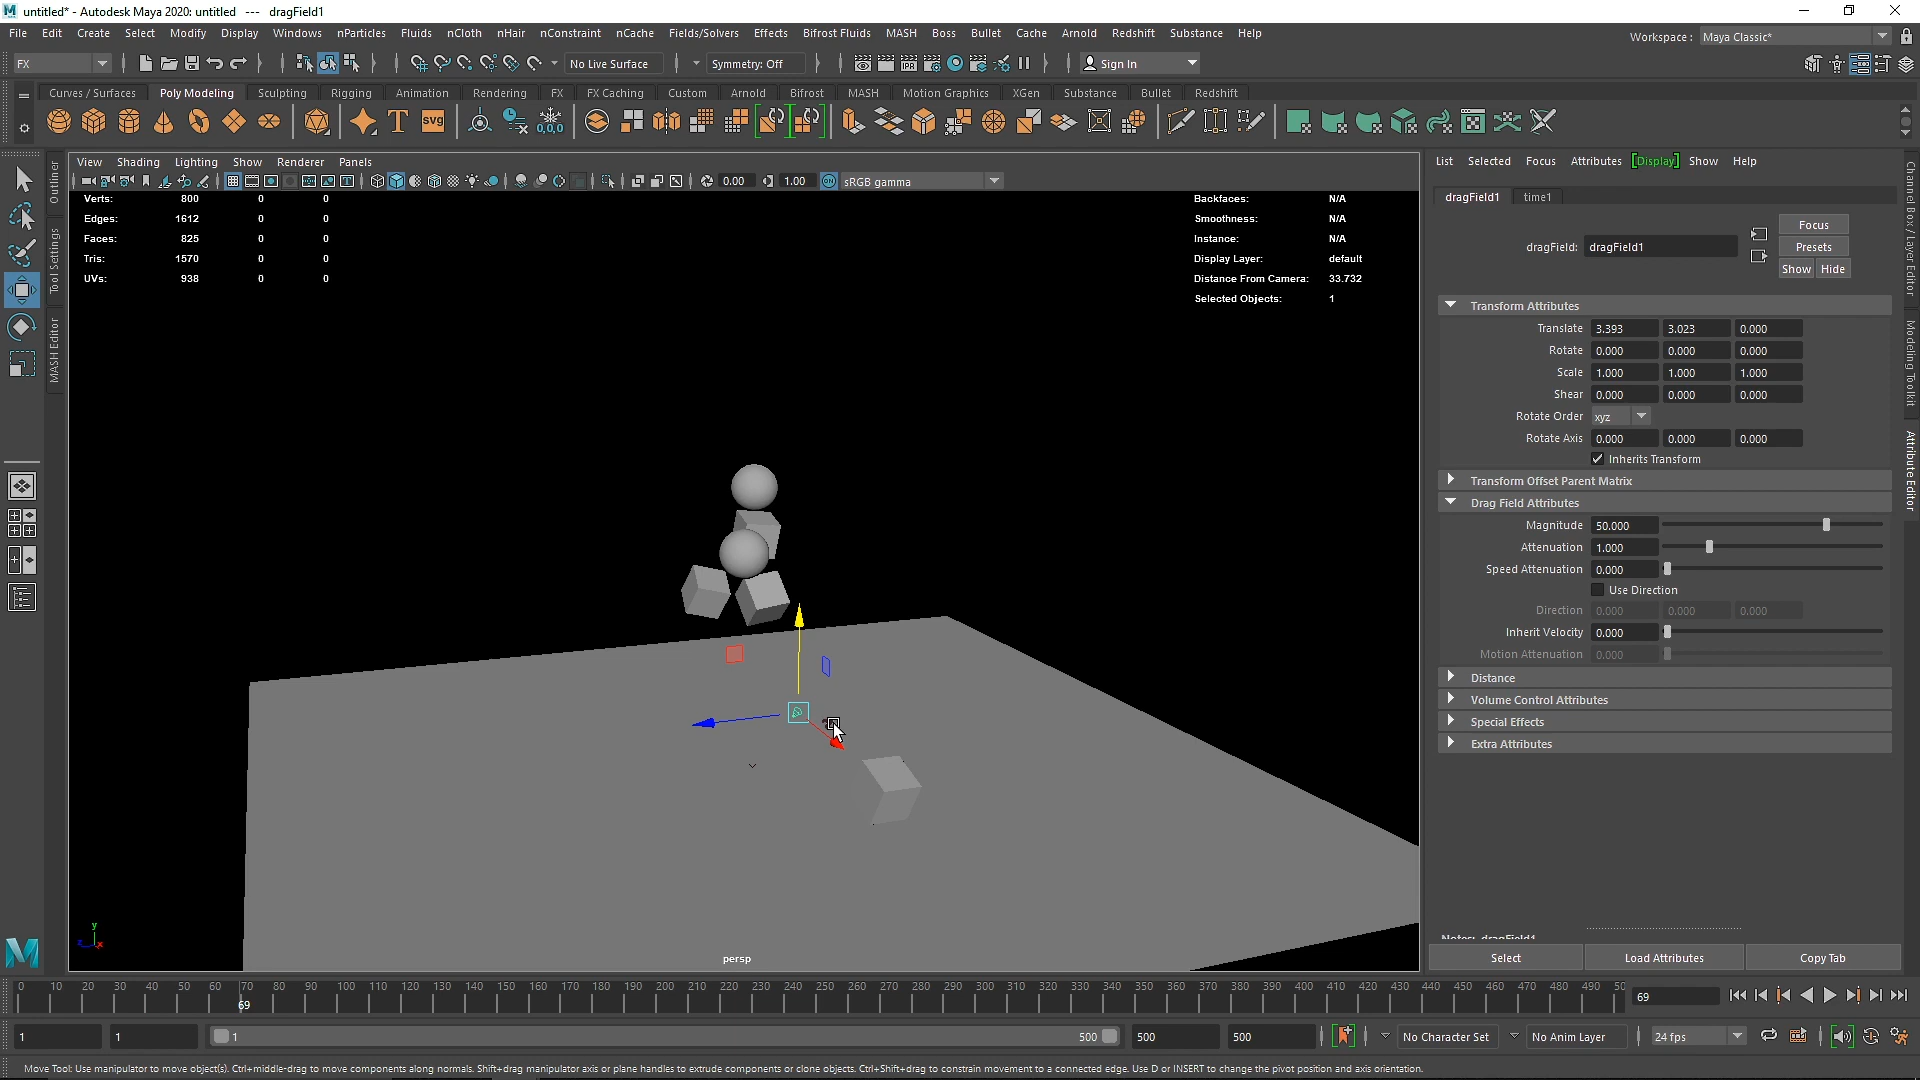 untitled* - Autodesk Maya 2020: untitled --- dragField1
File Edit Create Select Modify Display Windows nParticles Fluids nCloth nHair nConstraint nCache Fields/Solvers Effects Bifrost Fluids MASH Boss Bullet Cache Arnold Redshift Substance Help
Workspace : Maya Classic*
FX No Live Surface Symmetry: Off Sign In
Curves / Surfaces Poly Modeling Sculpting Rigging Animation Rendering FX FX Caching Custom Arnold Bifrost MASH Motion Graphics XGen Substance Bullet Redshift
View Shading Lighting Show Renderer Panels
0.00 1.00 ON sRGB gamma
Verts: 800 0 0
Edges: 1612 0 0
Faces: 825 0 0
Tris: 1570 0 0
UVs: 938 0 0
Backfaces: N/A
Smoothness: N/A
Instance: N/A
Display Layer: default
Distance From Camera: 33.732
Selected Objects: 1
persp
Outliner
Tool Settings
MASH Editor
List Selected Focus Attributes [Display] Show Help
dragField1 time1
dragField: dragField1
Focus
Presets
Show Hide
Transform Attributes
Translate 3.393 3.023 0.000
Rotate 0.000 0.000 0.000
Scale 1.000 1.000 1.000
Shear 0.000 0.000 0.000
Rotate Order xyz
Rotate Axis 0.000 0.000 0.000
Inherits Transform
Transform Offset Parent Matrix
Drag Field Attributes
Magnitude 50.000
Attenuation 1.000
Speed Attenuation 0.000
Use Direction
Direction 0.000 0.000 0.000
Inherit Velocity 0.000
Motion Attenuation 0.000
Distance
Volume Control Attributes
Special Effects
Extra Attributes
Notes: dragField1
Select Load Attributes Copy Tab
Channel Box / Layer Editor
Modeling Toolkit
Attribute Editor
0 10 20 30 40 50 60 70 80 90 100 110 120 130 140 150 160 170 180 190 200 210 220 230 240 250 260 270 280 290 300 310 320 330 340 350 360 370 380 390 400 410 420 430 440 450 460 470 480 490 50
69
69
1 1 1 500 500 500 No Character Set No Anim Layer 24 fps
Move Tool: Use manipulator to move object(s). Ctrl+middle-drag to move components along normals. Shift+drag manipulator axis or plane handles to extrude components or clone objects. Ctrl+Shift+drag to constrain movement to a connected edge. Use D or INSERT to change the pivot position and axis orientation.